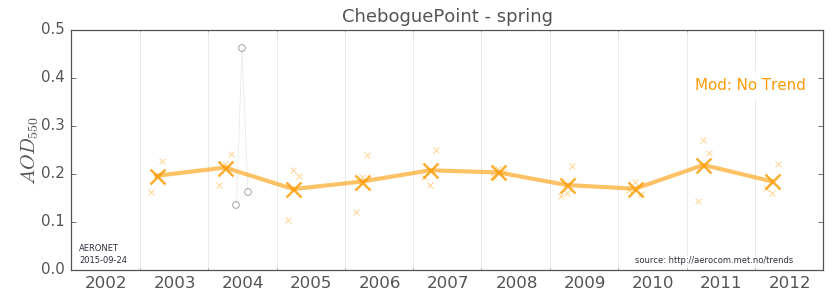 CheboguePoint - spring
0.5
0.4
0.3
0.2
0.1
0.0
AOD550
Mod: No Trend
AERONET
2015-09-24
source: http://aerocom.met.no/trends
2002 2003 2004 2005 2006 2007 2008 2009 2010 2011 2012